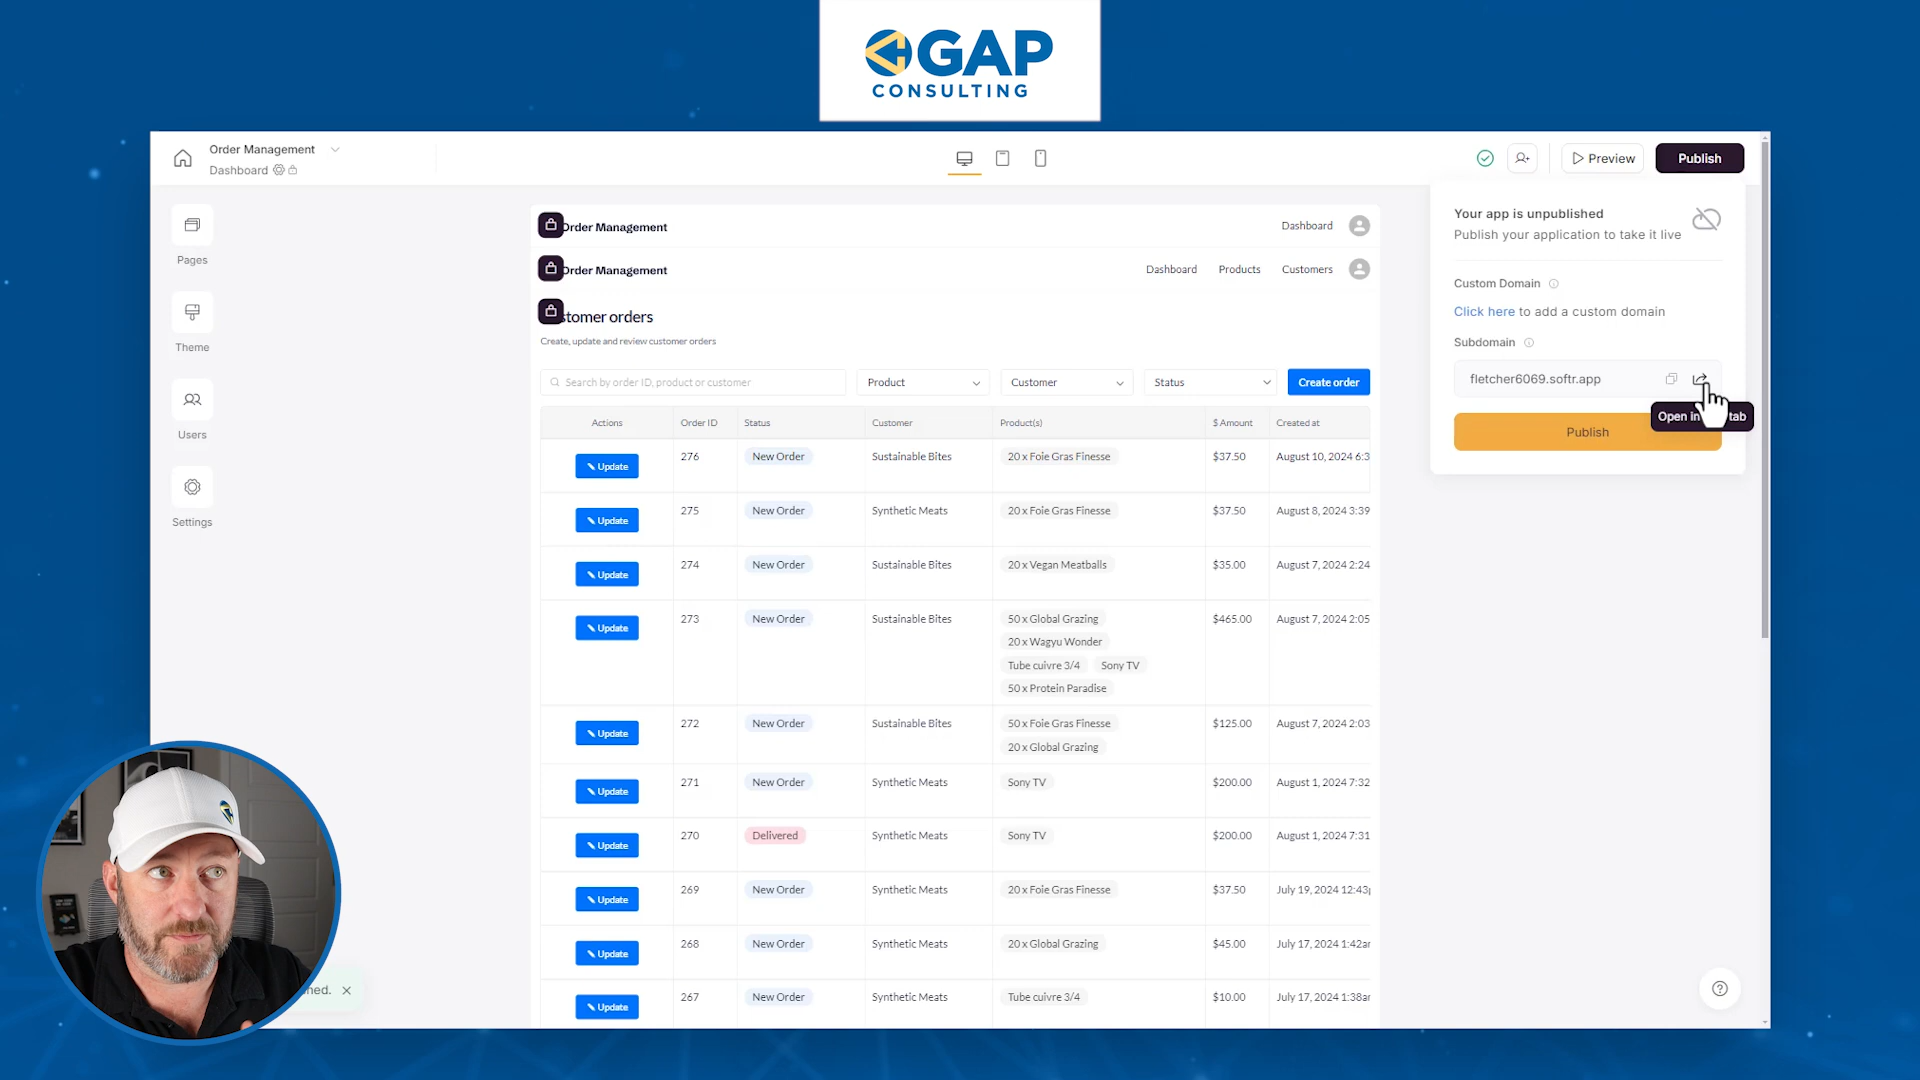 GAP
CONSULTING
Order Management
Dashboard
Preview
Publish
Pages
Theme
Users
Settings
Order Management
Dashboard
Order Management
Dashboard Products Customers
stomer orders
Create, update and review customer orders
Search by order ID, product or customer
Product
Customer
Status
Create order
Actions Order ID Status Customer Product(s) $ Amount Created at
Update 276 New Order Sustainable Bites 20 x Foie Gras Finesse $37.50 August 10, 2024 6:3
Update 275 New Order Synthetic Meats 20 x Foie Gras Finesse $37.50 August 8, 2024 3:39
Update 274 New Order Sustainable Bites 20 x Vegan Meatballs $35.00 August 7, 2024 2:24
Update 273 New Order Sustainable Bites 50 x Global Grazing $465.00 August 7, 2024 2:05
20 x Wagyu Wonder
Tube cuivre 3/4 Sony TV
50 x Protein Paradise
Update 272 New Order Sustainable Bites 50 x Foie Gras Finesse $125.00 August 7, 2024 2:03
20 x Global Grazing
Update 271 New Order Synthetic Meats Sony TV $200.00 August 1, 2024 7:32
Update 270 Delivered Synthetic Meats Sony TV $200.00 August 1, 2024 7:31
Update 269 New Order Synthetic Meats 20 x Foie Gras Finesse $37.50 July 19, 2024 12:43
Update 268 New Order Synthetic Meats 20 x Global Grazing $45.00 July 17, 2024 1:42a
Update 267 New Order Synthetic Meats Tube cuivre 3/4 $10.00 July 17, 2024 1:38a
Your app is unpublished
Publish your application to take it live
Custom Domain
Click here to add a custom domain
Subdomain
fletcher6069.softr.app
Open in tab
Publish
hed.